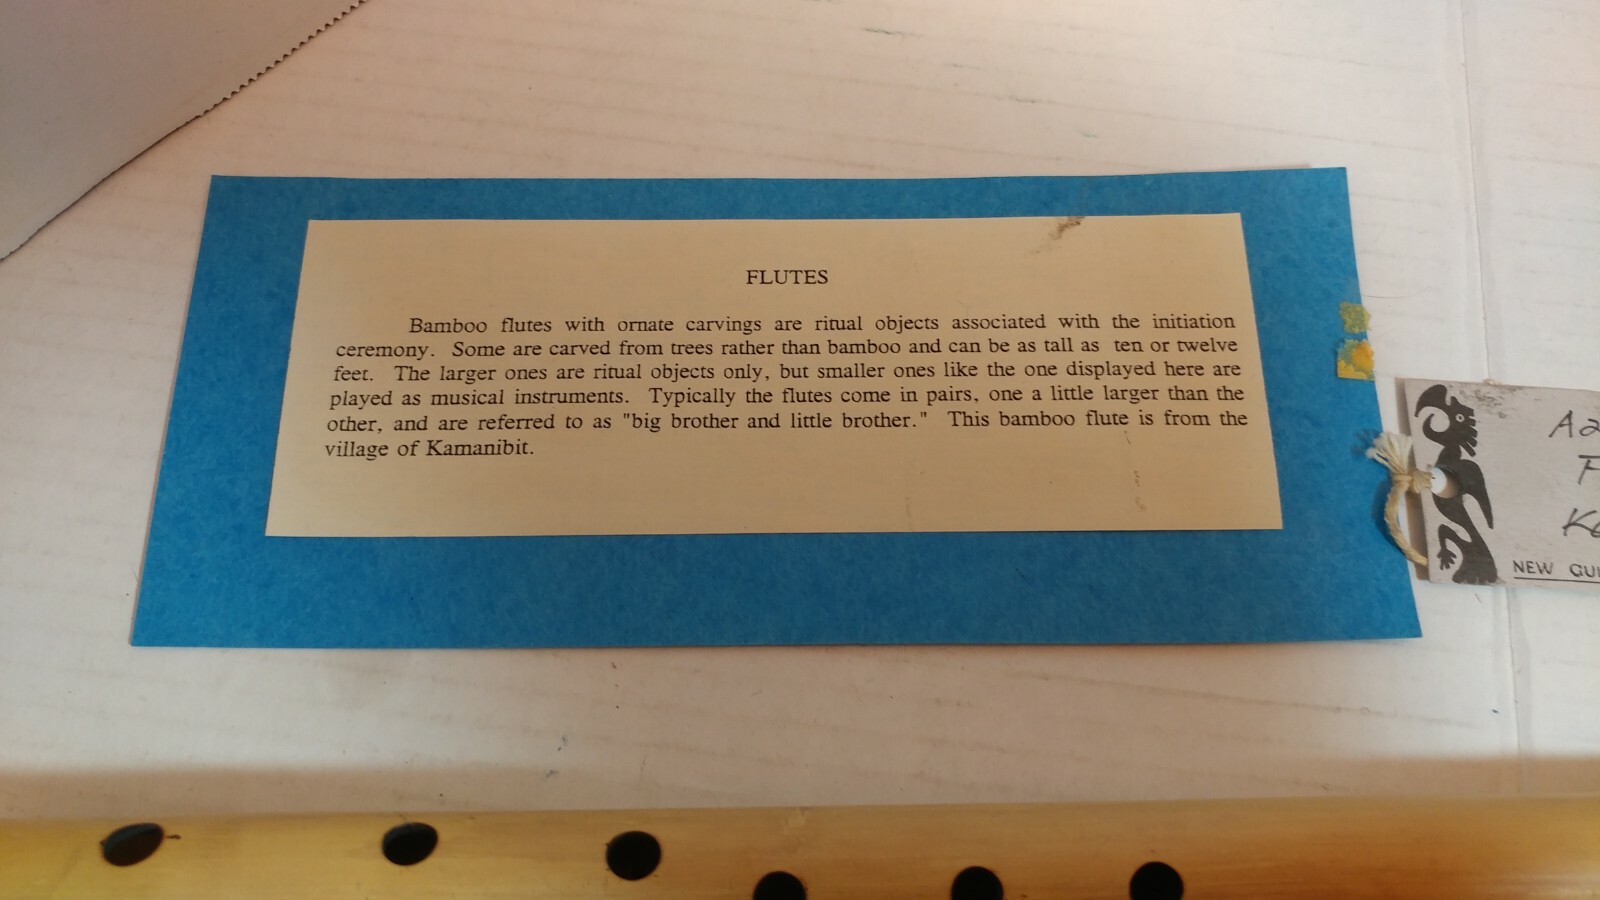 FLUTES
Bamboo flutes with ornate carvings are ritual objects associated with the initiation
ceremony. Some are carved from trees rather than bamboo and can be as tall as ten or twelve
feet. The larger ones are ritual objects only, but smaller ones like the one displayed here are
played as musical instruments. Typically the flutes come in pairs, one a little larger than the
other, and are referred to as "big brother and little brother." This bamboo flute is from the
village of Kamanibit.
NEW